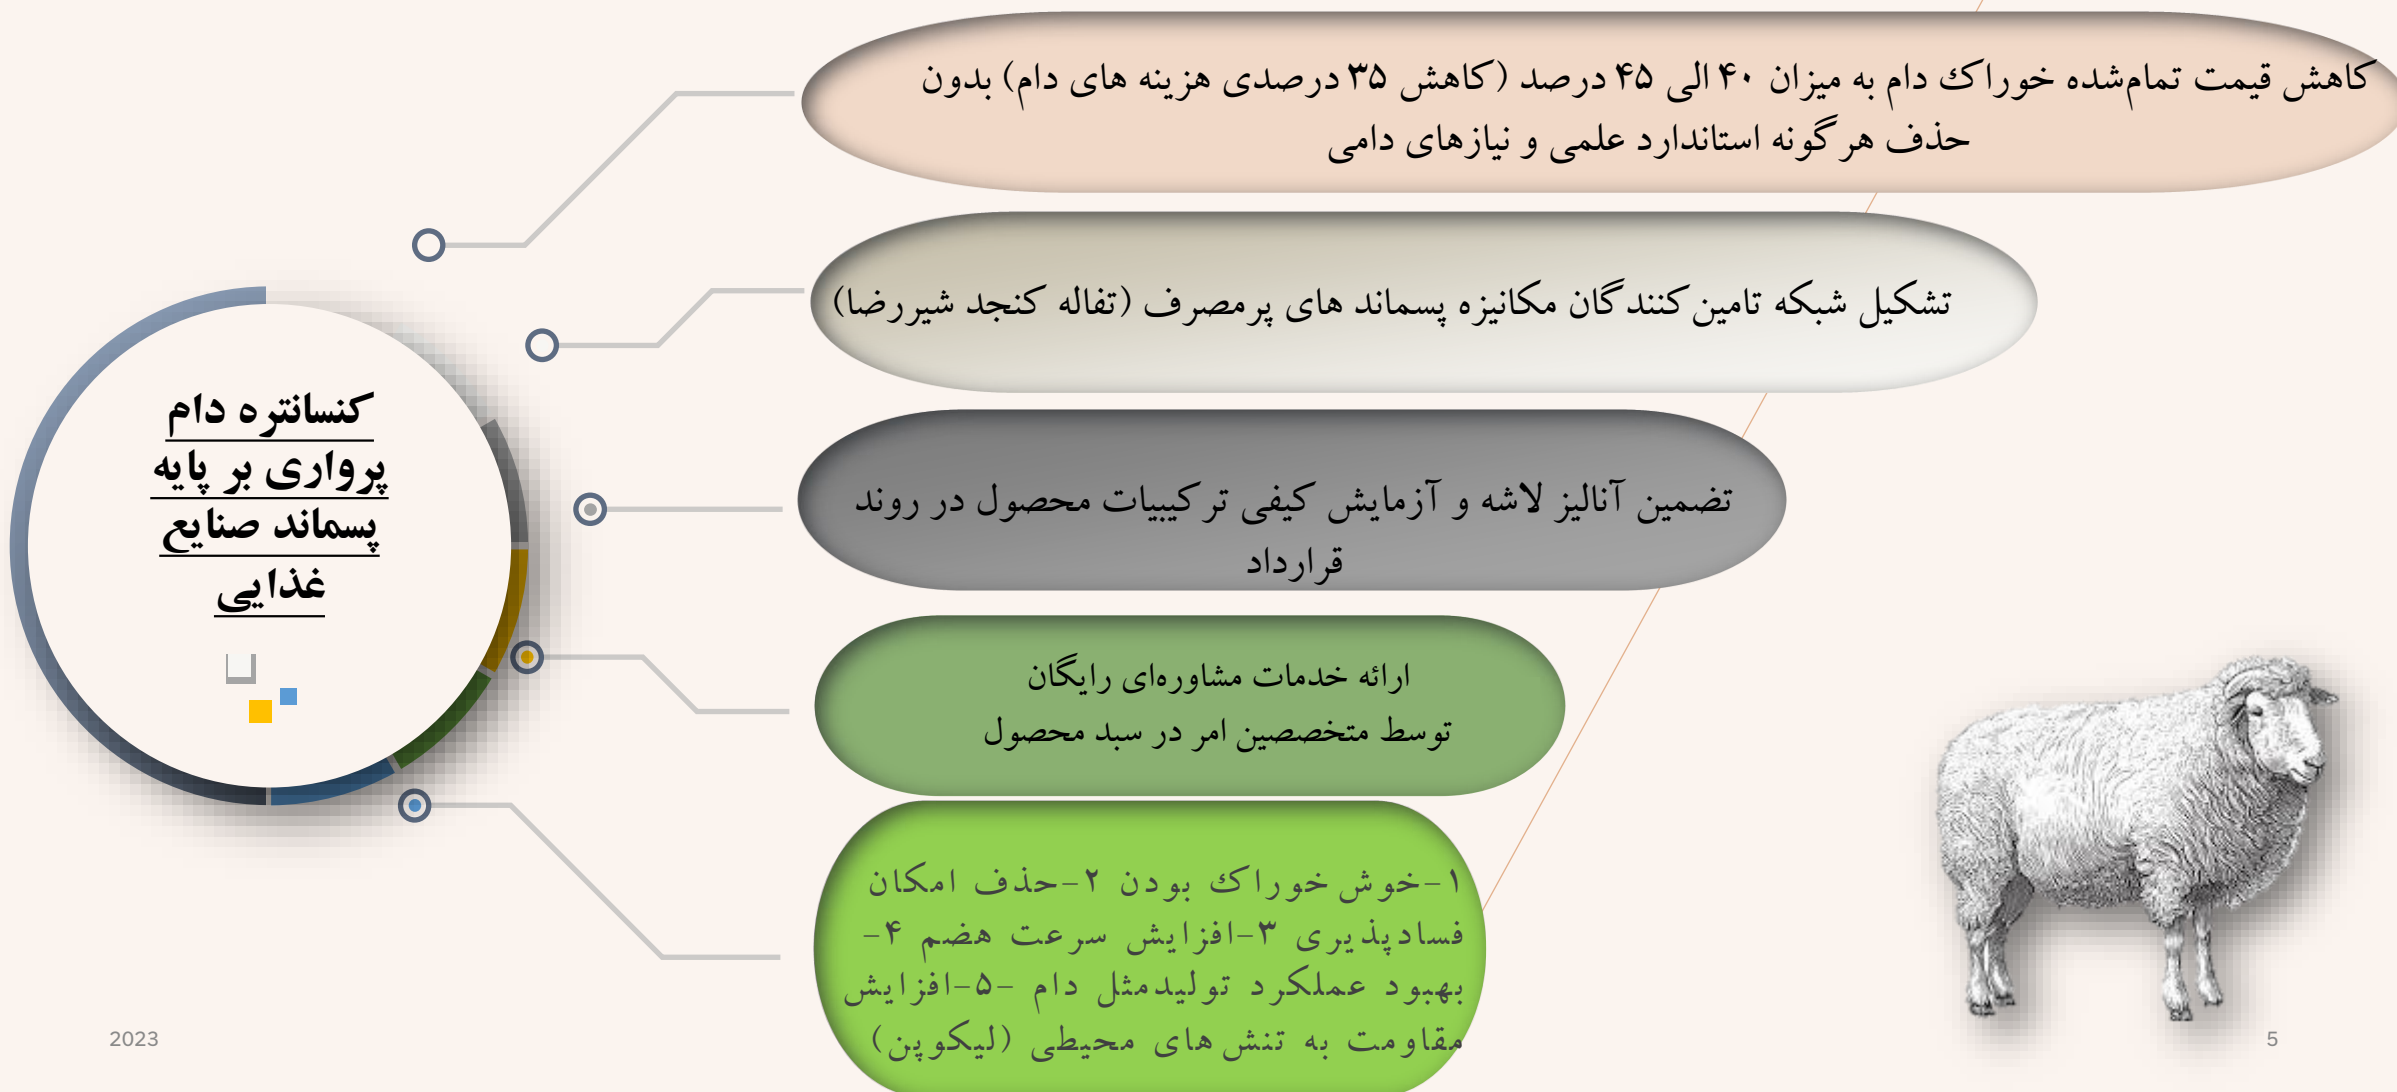 کنسانتره دام
پرواری بر پایه
پسماند صنایع
غذایی
کاهش قیمت تمام‌شده خوراک دام به میزان ۴۰ الی ۴۵ درصد (کاهش ۳۵ درصدی هزینه های دام) بدون
حذف هر گونه استاندارد علمی و نیازهای دامی
تشکیل شبکه تامین‌کنندگان مکانیزه پسماند های پرمصرف (تفاله کنجد شیررضا)
تضمین آنالیز لاشه و آزمایش کیفی ترکیبیات محصول در روند
قرارداد
ارائه خدمات مشاوره‌ای رایگان
توسط متخصصین امر در سبد محصول
۱-خوش خوراک بودن ۲-حذف امکان
فسادپذیری ۳-افزایش سرعت هضم ۴-
بهبود عملکرد تولیدمثل دام -۵-افزایش
مقاومت به تنش های محیطی (لیکوپن)
2023
5